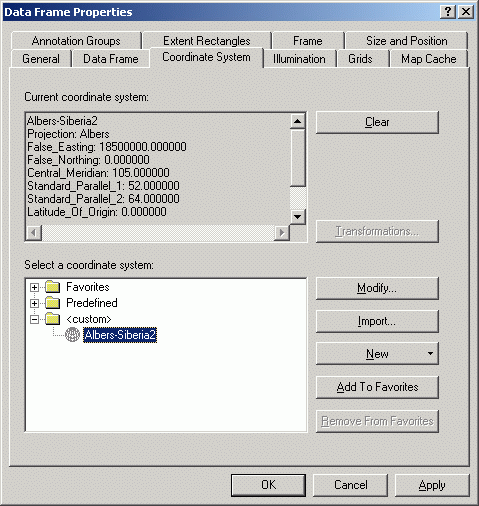 Data Frame Properties
Annotation Groups Extent Rectangles Frame Size and Position
General Data Frame Coordinate System Illumination Grids Map Cache
Current coordinate system:
Albers-Siberia2
Projection: Albers
False_Easting: 18500000.000000
False_Northing: 0.000000
Central_Meridian: 105.000000
Standard_Parallel_1: 52.000000
Standard_Parallel_2: 64.000000
Latitude_Of_Origin: 0.000000
Clear
Transformations...
Select a coordinate system:
Favorites
Predefined
<custom>
Albers-Siberia2
Modify...
Import...
New
Add To Favorites
Remove From Favorites
OK Cancel Apply